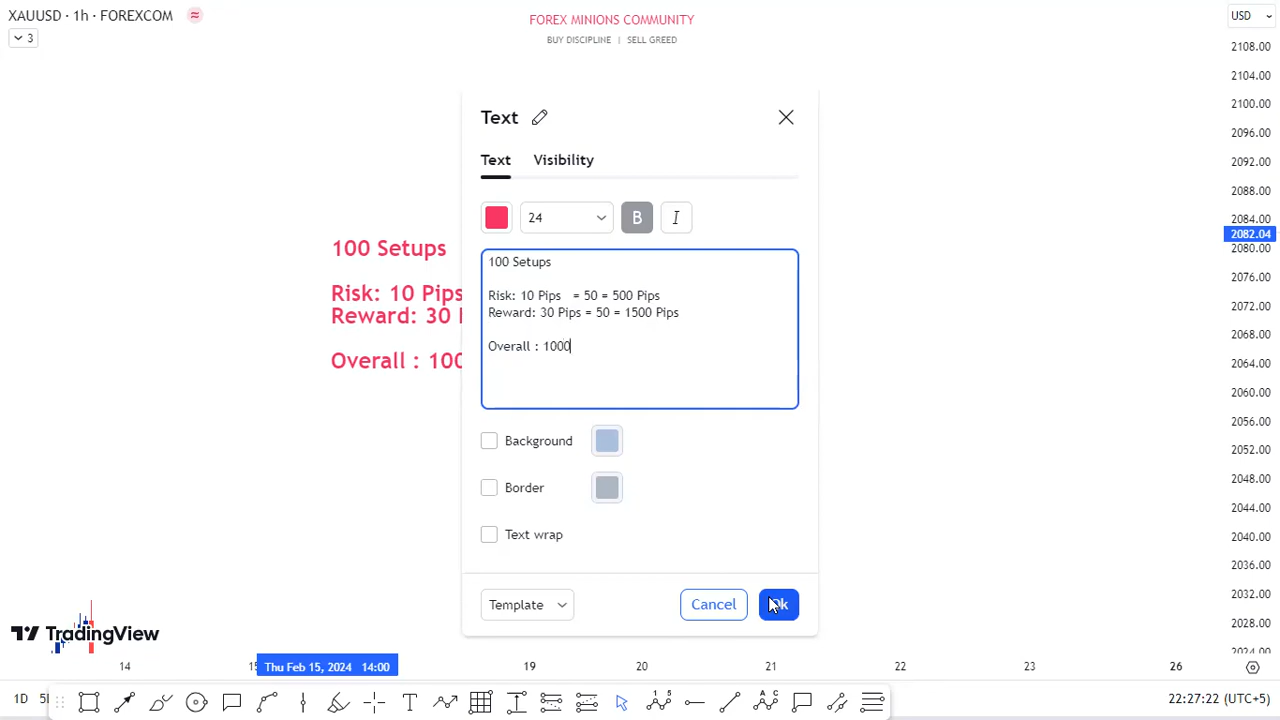 XAUUSD · 1h · FOREXCOM
3
FOREX MINIONS COMMUNITY
BUY DISCIPLINE | SELL GREED
USD
2108.00
2104.00
2100.00
2096.00
2092.00
2088.00
2084.00
2082.04
2080.00
2076.00
2072.00
2068.00
2064.00
2060.00
2056.00
2052.00
2048.00
2044.00
2040.00
2036.00
2032.00
2028.00
2024.00
100 Setups
Risk: 10 Pips
Reward: 30
Overall : 100
Text
Text Visibility
24 B I
100 Setups
Risk: 10 Pips = 50 = 500 Pips
Reward: 30 Pips = 50 = 1500 Pips
Overall : 1000
Background
Border
Text wrap
Template Cancel Ok
TradingView
14 15 Thu Feb 15, 2024 14:00 19 20 21 22 23 26
1D
22:27:22 (UTC+5)